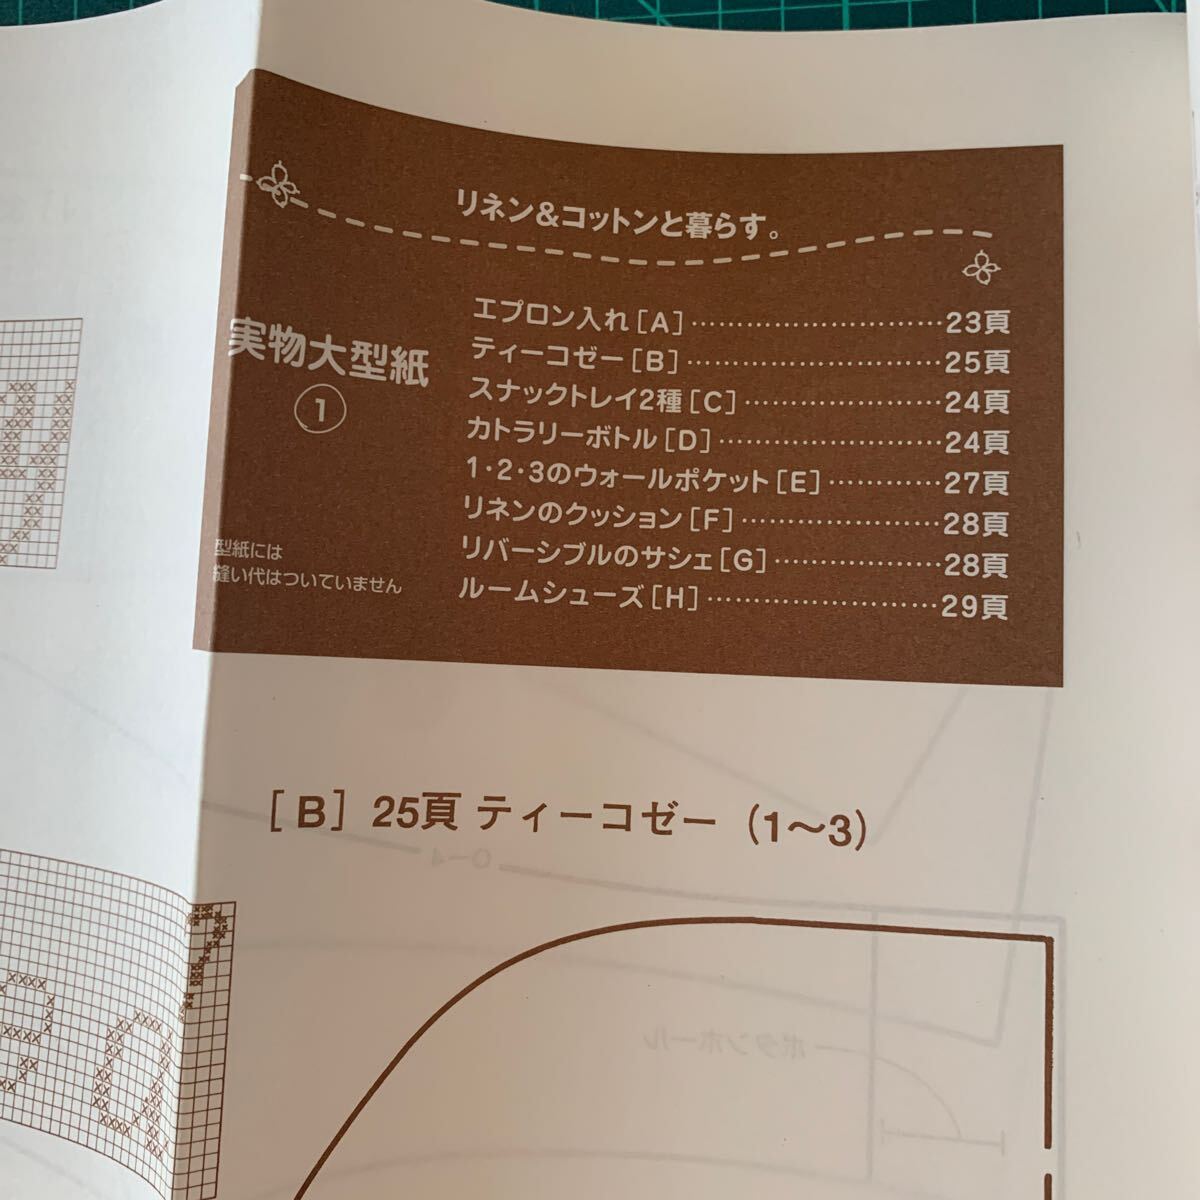 リネン&コットンと暮らす。
実物大型紙
①
型紙には
縫い代はついていません
エプロン入れ[A]……………………23頁
ティーコゼー[B]……………………25頁
スナックトレイ2種[C]…………………24頁
カトラリーボトル[D]…………………24頁
1・2・3のウォールポケット[E]…………27頁
リネンのクッション[F]…………………28頁
リバーシブルのサシェ[G]………………28頁
ルームシューズ[H]……………………29頁
[B] 25頁 ティーコゼー (1〜3)
ボタンホール